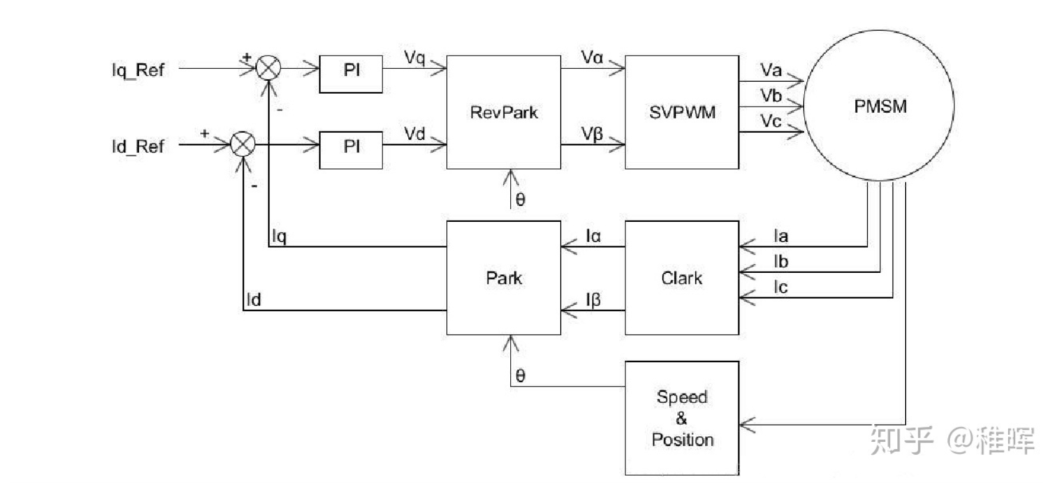 Iq_Ref
+
-
PI
Vq
RevPark
Vα
SVPWM
Va
Vb
Vc
PMSM
Id_Ref
+
-
PI
Vd
Vβ
θ
Iq
Id
Park
Iα
Iβ
Clark
Ia
Ib
Ic
θ
Speed
&
Position
知乎 @稚晖